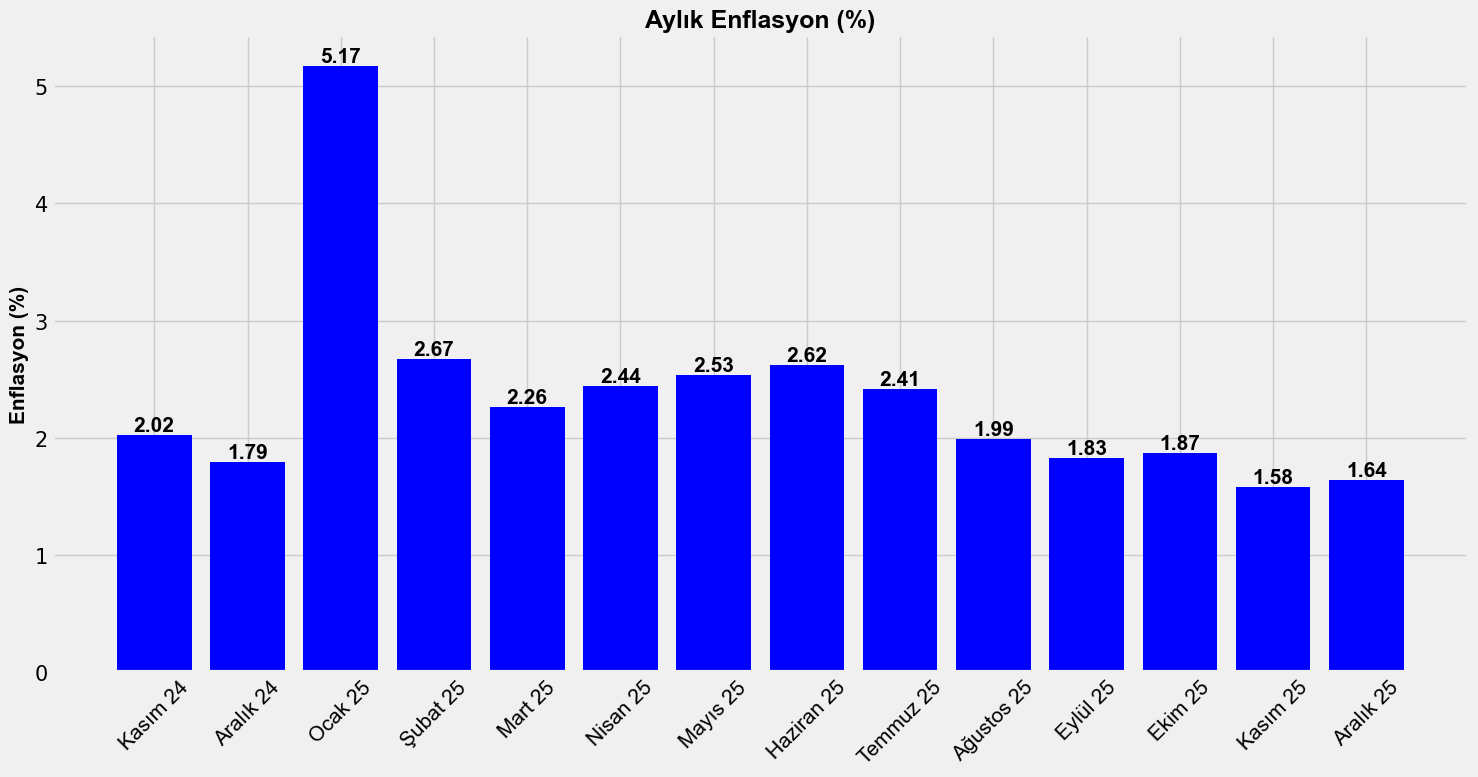 Aylık Enflasyon (%)
Enflasyon (%)
5
4
3
2
1
0
2.02
1.79
5.17
2.67
2.26
2.44
2.53
2.62
2.41
1.99
1.83
1.87
1.58
1.64
Kasım 24
Aralık 24
Ocak 25
Şubat 25
Mart 25
Nisan 25
Mayıs 25
Haziran 25
Temmuz 25
Ağustos 25
Eylül 25
Ekim 25
Kasım 25
Aralık 25